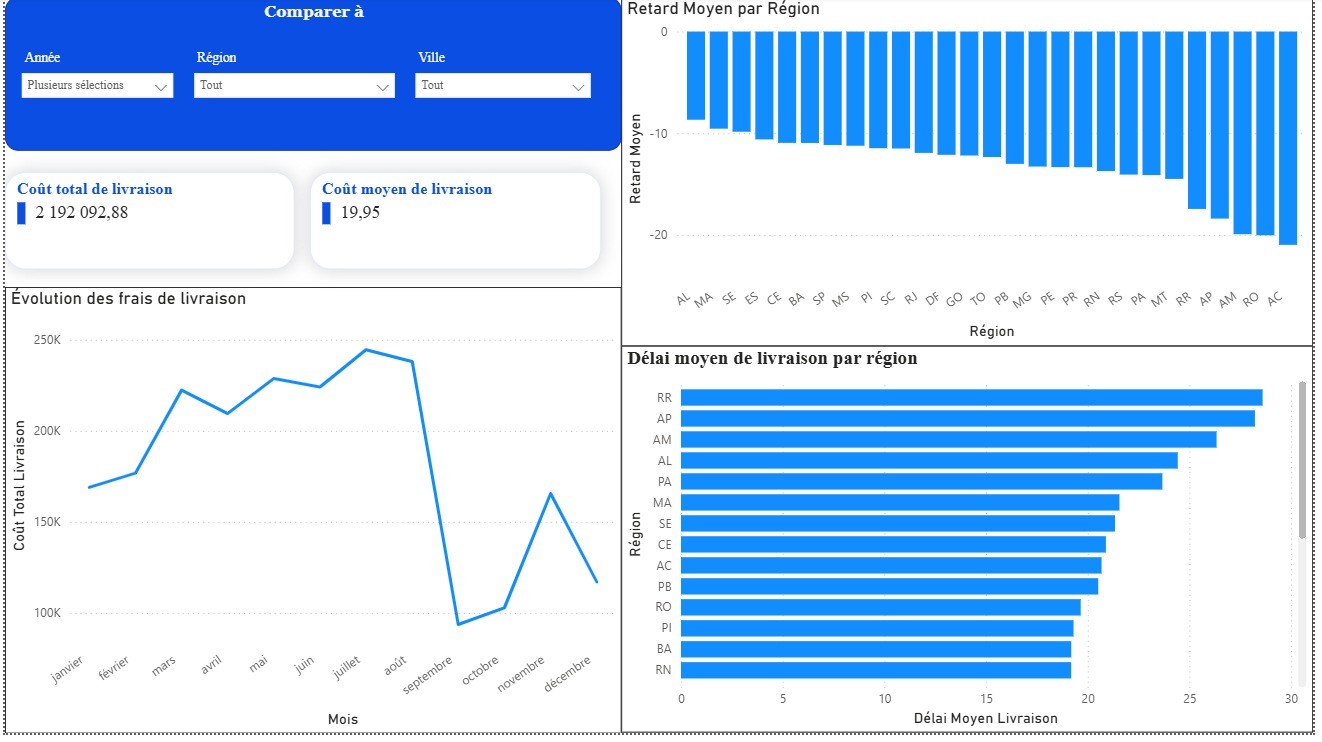 Comparer à
Année Région Ville
Plusieurs sélections Tout Tout
Coût total de livraison
2 192 092,88
Coût moyen de livraison
19,95
Évolution des frais de livraison
Coût Total Livraison
250K
200K
150K
100K
janvier février mars avril mai juin juillet août septembre octobre novembre décembre
Mois
Retard Moyen par Région
Retard Moyen
0
-10
-20
AL MA SE ES CE BA SP MS PI SC RJ DF GO TO PB MG PE PR RN RS PA MT RR AP AM RO AC
Région
Délai moyen de livraison par région
Région
RR
AP
AM
AL
PA
MA
SE
CE
AC
PB
RO
PI
BA
RN
0 5 10 15 20 25 30
Délai Moyen Livraison